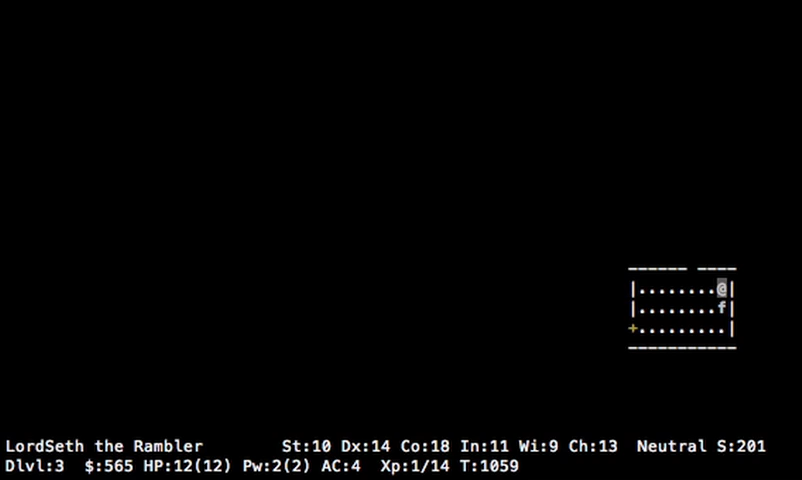 ------ ----
|........@|
|........f|
+.........|
-----------
LordSeth the Rambler St:10 Dx:14 Co:18 In:11 Wi:9 Ch:13 Neutral S:201
Dlvl:3 $:565 HP:12(12) Pw:2(2) AC:4 Xp:1/14 T:1059